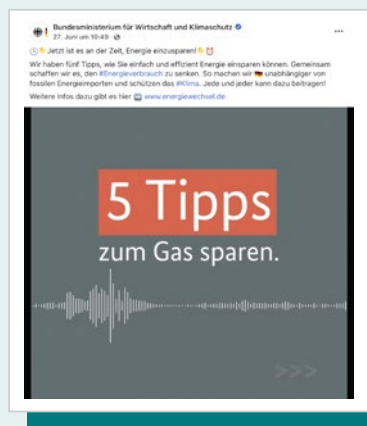 Bundesministerium für Wirtschaft und Klimaschutz
27. Juni um 10:49 ·
Jetzt ist es an der Zeit, Energie einzusparen!
Wir haben fünf Tipps, wie Sie einfach und effizient Energie einsparen können. Gemeinsam
schaffen wir es, den #Energieverbrauch zu senken. So machen wir 🇩🇪 unabhängiger von
fossilen Energieimporten und schützen das #Klima. Jede und jeder kann dazu beitragen!
Weitere Infos dazu gibt es hier ➡️ www.energiewechsel.de
5 Tipps
zum Gas sparen.
>>>